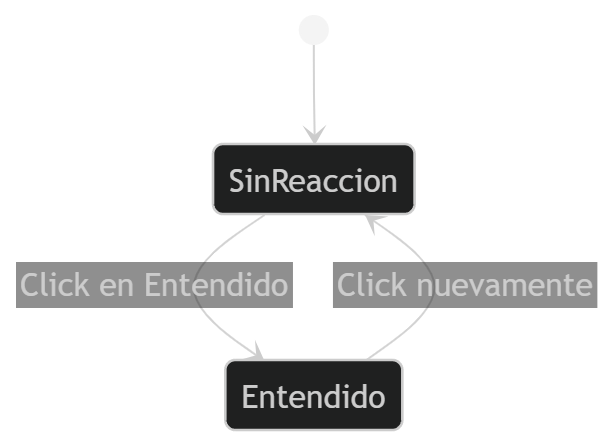 SinReaccion
Click en Entendido
Click nuevamente
Entendido